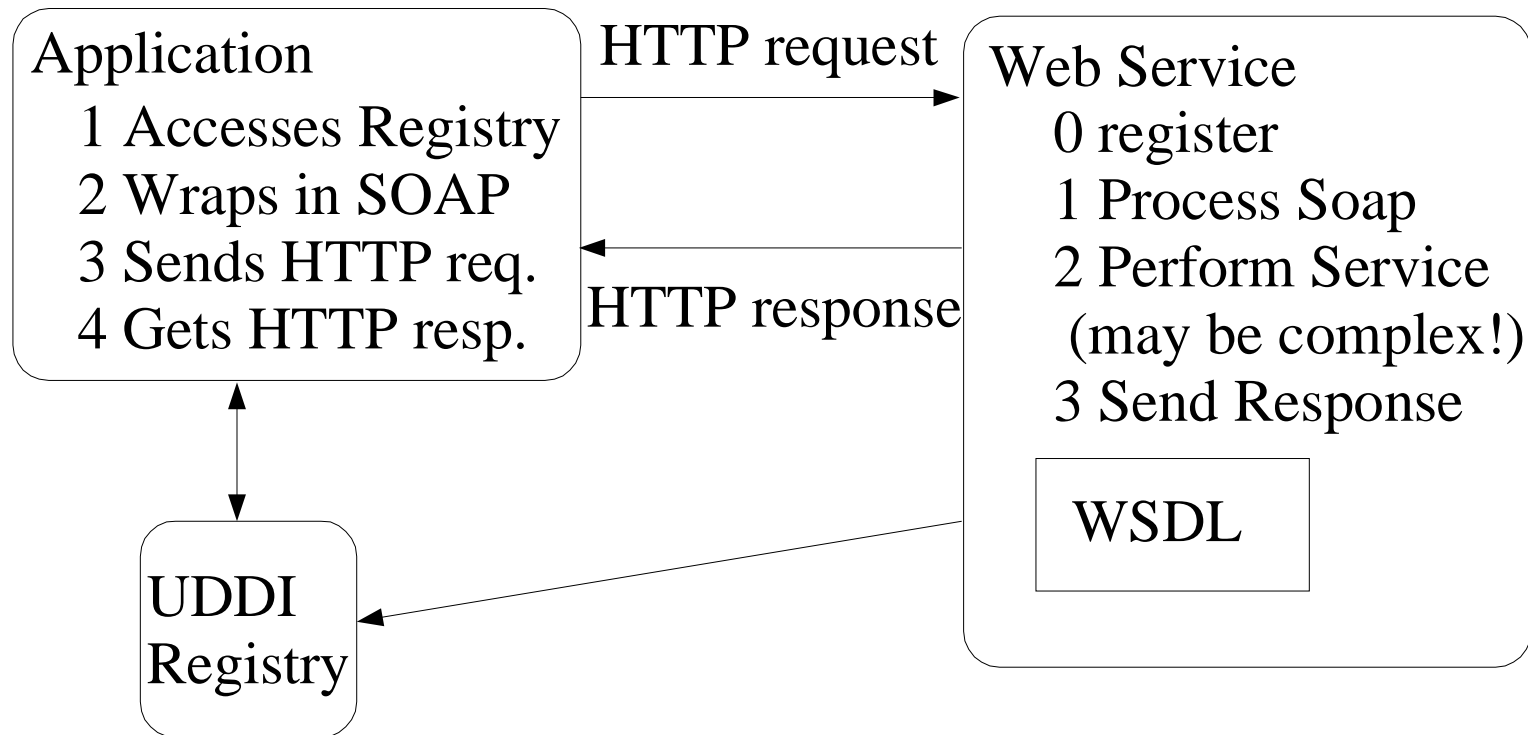 Application
1 Accesses Registry
2 Wraps in SOAP
3 Sends HTTP req.
4 Gets HTTP resp.
HTTP request
HTTP response
Web Service
0 register
1 Process Soap
2 Perform Service
(may be complex!)
3 Send Response
WSDL
UDDI
Registry